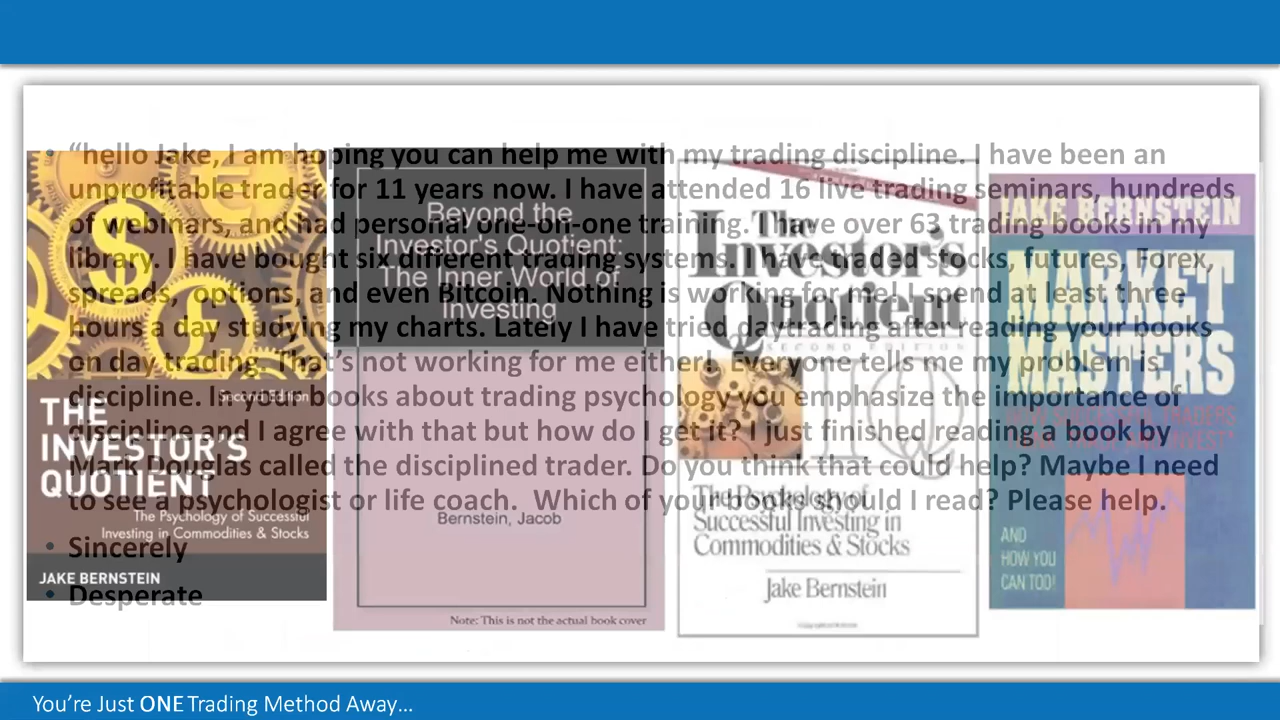 • “hello Jake, I am hoping you can help me with my trading discipline. I have been an
unprofitable trader for 11 years now. I have attended 16 live trading seminars, hundreds
of webinars, and had personal one-on-one training. I have over 63 trading books in my
library. I have bought six different trading systems. I have traded stocks, futures, Forex,
spreads, options, and even Bitcoin. Nothing is working for me! I spend at least three
hours a day studying my charts. Lately I have tried daytrading after reading your books
on day trading. That’s not working for me either! Everyone tells me my problem is
discipline. In your books about trading psychology you emphasize the importance of
discipline and I agree with that but how do I get it? I just finished reading a book by
Mark Douglas called the disciplined trader. Do you think that could help? Maybe I need
to see a psychologist or life coach. Which of your books should I read? Please help.
• Sincerely
• Desperate
Second Edition
THE
INVESTOR’S
QUOTIENT
The Psychology of Successful
Investing in Commodities & Stocks
JAKE BERNSTEIN
Beyond the
Investor's Quotient:
The Inner World of
Investing
Bernstein, Jacob
Note: This is not the actual book cover
The
Investor’s
Quotient
SECOND EDITION
IQ
The Psychology of
Successful Investing in
Commodities & Stocks
Jake Bernstein
JAKE BERNSTEIN
MARKET
MASTERS
HOW SUCCESSFUL TRADERS
AND
HOW YOU
CAN TOO!
You’re Just ONE Trading Method Away...